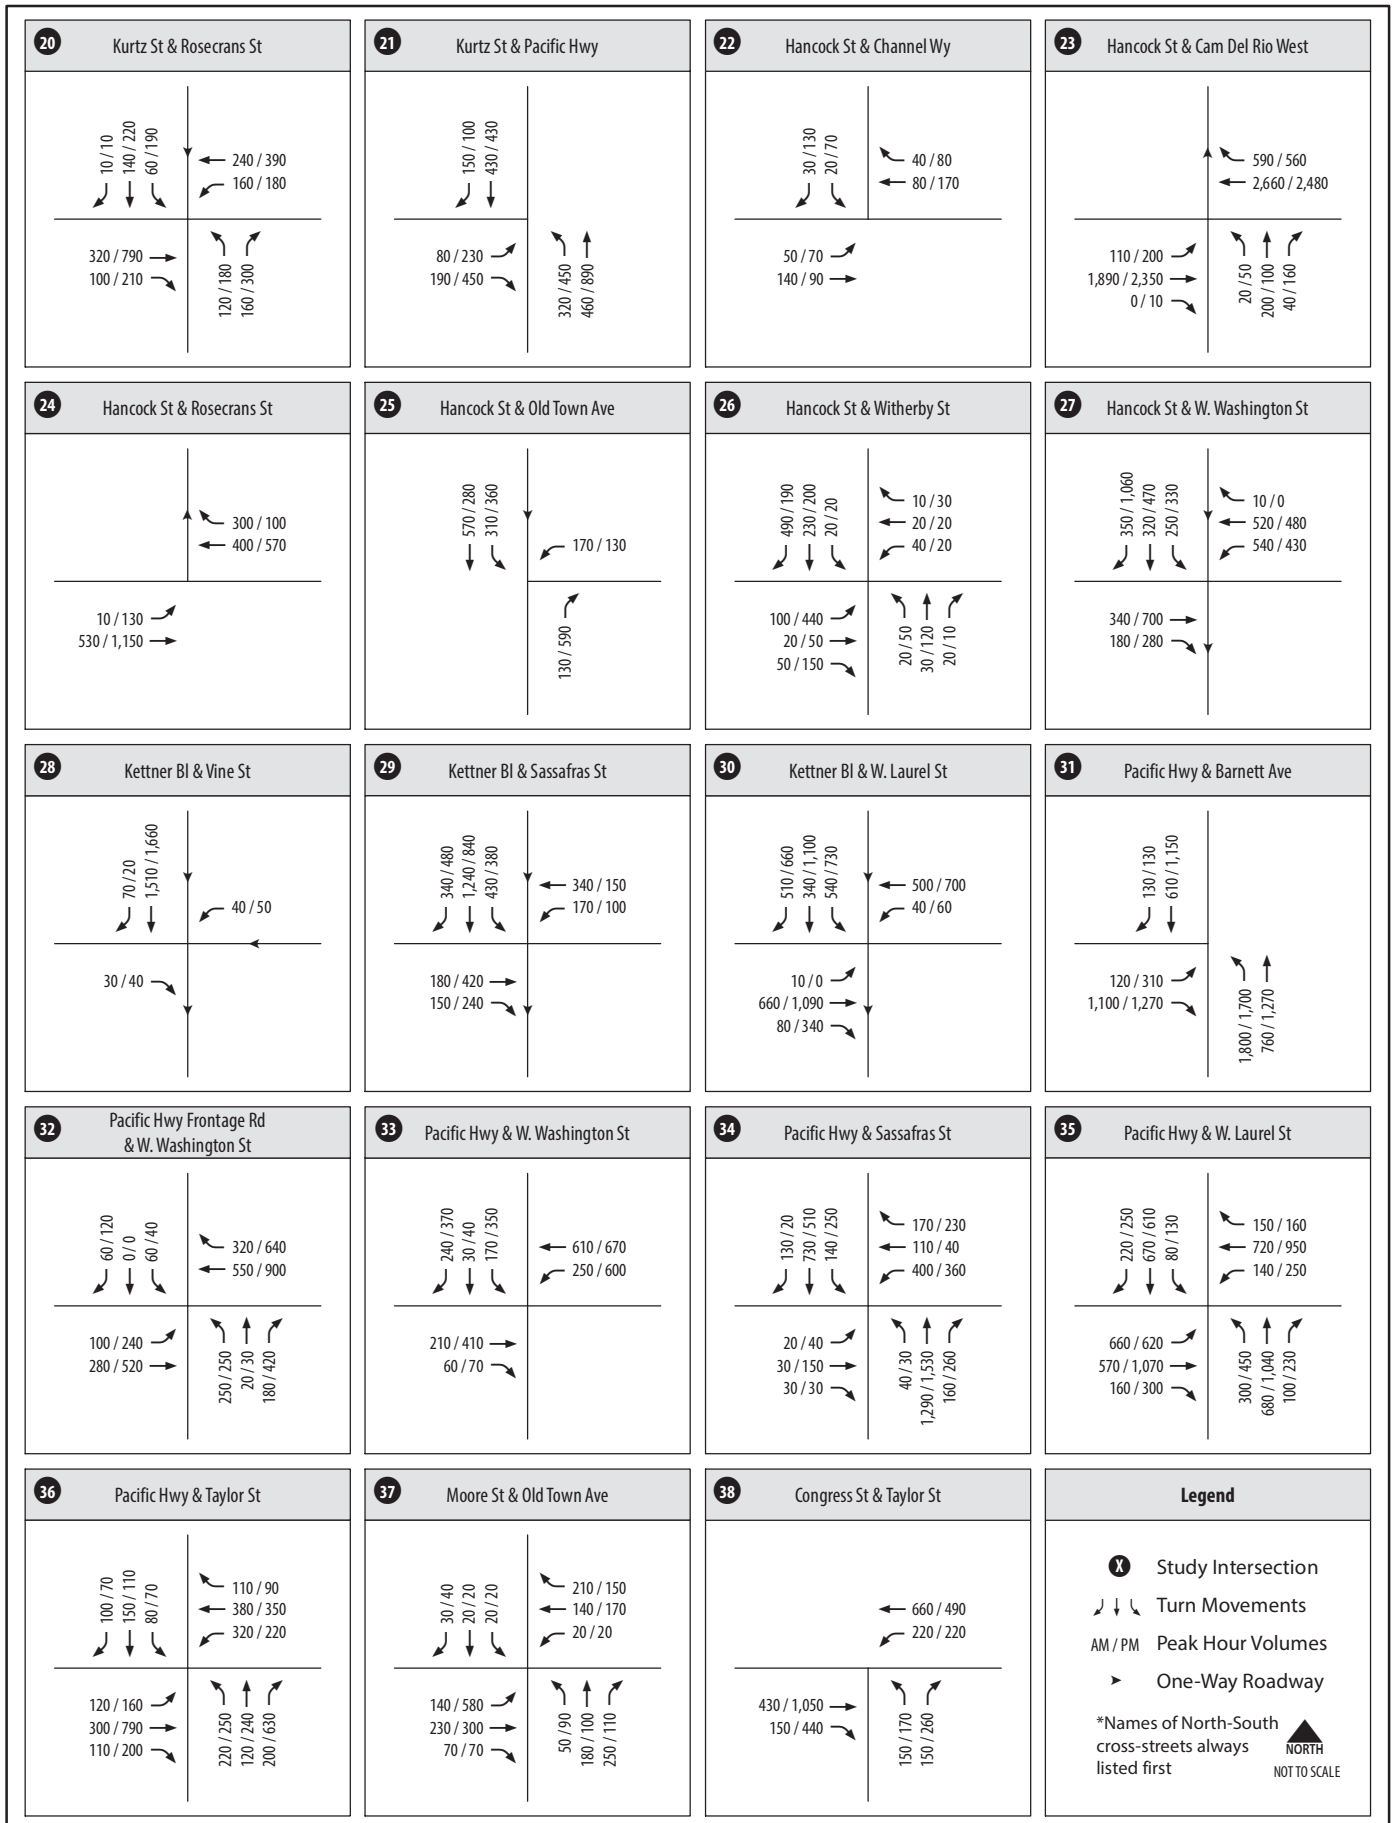 20
Kurtz St & Rosecrans St
10 / 10
140 / 220
60 / 190
240 / 390
160 / 180
320 / 790
100 / 210
120 / 180
160 / 300
21
Kurtz St & Pacific Hwy
150 / 100
430 / 430
80 / 230
190 / 450
320 / 450
460 / 890
22
Hancock St & Channel Wy
30 / 130
20 / 70
40 / 80
80 / 170
50 / 70
140 / 90
23
Hancock St & Cam Del Rio West
590 / 560
2,660 / 2,480
110 / 200
1,890 / 2,350
0 / 10
20 / 50
200 / 100
40 / 160
24
Hancock St & Rosecrans St
300 / 100
400 / 570
10 / 130
530 / 1,150
25
Hancock St & Old Town Ave
570 / 280
310 / 360
170 / 130
130 / 590
26
Hancock St & Witherby St
490 / 190
230 / 200
20 / 20
10 / 30
20 / 20
40 / 20
100 / 440
20 / 50
50 / 150
20 / 50
30 / 120
20 / 10
27
Hancock St & W. Washington St
350 / 1,060
320 / 470
250 / 330
10 / 0
520 / 480
540 / 430
340 / 700
180 / 280
28
Kettner Bl & Vine St
70 / 20
1,510 / 1,660
40 / 50
30 / 40
29
Kettner Bl & Sassafras St
340 / 480
1,240 / 840
430 / 380
340 / 150
170 / 100
180 / 420
150 / 240
30
Kettner Bl & W. Laurel St
510 / 660
340 / 1,100
540 / 730
500 / 700
40 / 60
10 / 0
660 / 1,090
80 / 340
31
Pacific Hwy & Barnett Ave
130 / 130
610 / 1,150
120 / 310
1,100 / 1,270
1,800 / 1,700
760 / 1,270
32
Pacific Hwy Frontage Rd
& W. Washington St
60 / 120
0 / 0
60 / 40
320 / 640
550 / 900
100 / 240
280 / 520
250 / 250
20 / 30
180 / 420
33
Pacific Hwy & W. Washington St
240 / 370
30 / 40
170 / 350
610 / 670
250 / 600
210 / 410
60 / 70
34
Pacific Hwy & Sassafras St
130 / 20
730 / 510
140 / 250
170 / 230
110 / 40
400 / 360
20 / 40
30 / 150
30 / 30
40 / 30
1,290 / 1,530
160 / 260
35
Pacific Hwy & W. Laurel St
220 / 250
670 / 610
80 / 130
150 / 160
720 / 950
140 / 250
660 / 620
570 / 1,070
160 / 300
300 / 450
680 / 1,040
100 / 230
36
Pacific Hwy & Taylor St
100 / 70
150 / 110
80 / 70
110 / 90
380 / 350
320 / 220
120 / 160
300 / 790
110 / 200
220 / 250
120 / 240
200 / 630
37
Moore St & Old Town Ave
30 / 40
20 / 20
20 / 20
210 / 150
140 / 170
20 / 20
140 / 580
230 / 300
70 / 70
50 / 90
180 / 100
250 / 110
38
Congress St & Taylor St
660 / 490
220 / 220
430 / 1,050
150 / 440
150 / 170
150 / 260
Legend
X Study Intersection
Turn Movements
AM / PM Peak Hour Volumes
One-Way Roadway
*Names of North-South
cross-streets always
listed first
NORTH
NOT TO SCALE